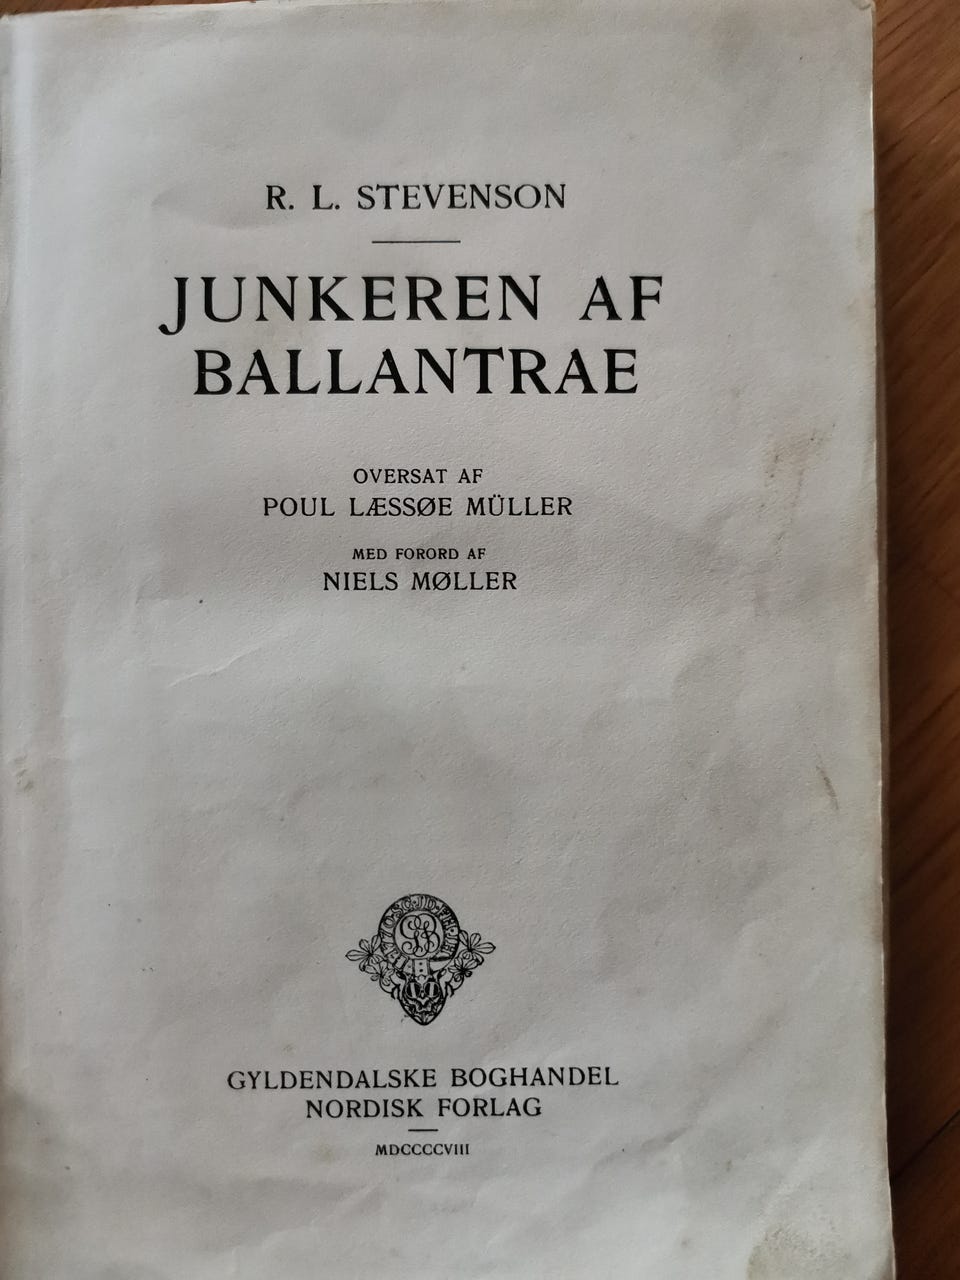 R. L. STEVENSON
JUNKEREN AF
BALLANTRAE
OVERSAT AF
POUL LÆSSØE MÜLLER
MED FORORD AF
NIELS MØLLER
GYLDENDALSKE BOGHANDEL
NORDISK FORLAG
MDCCCCVIII